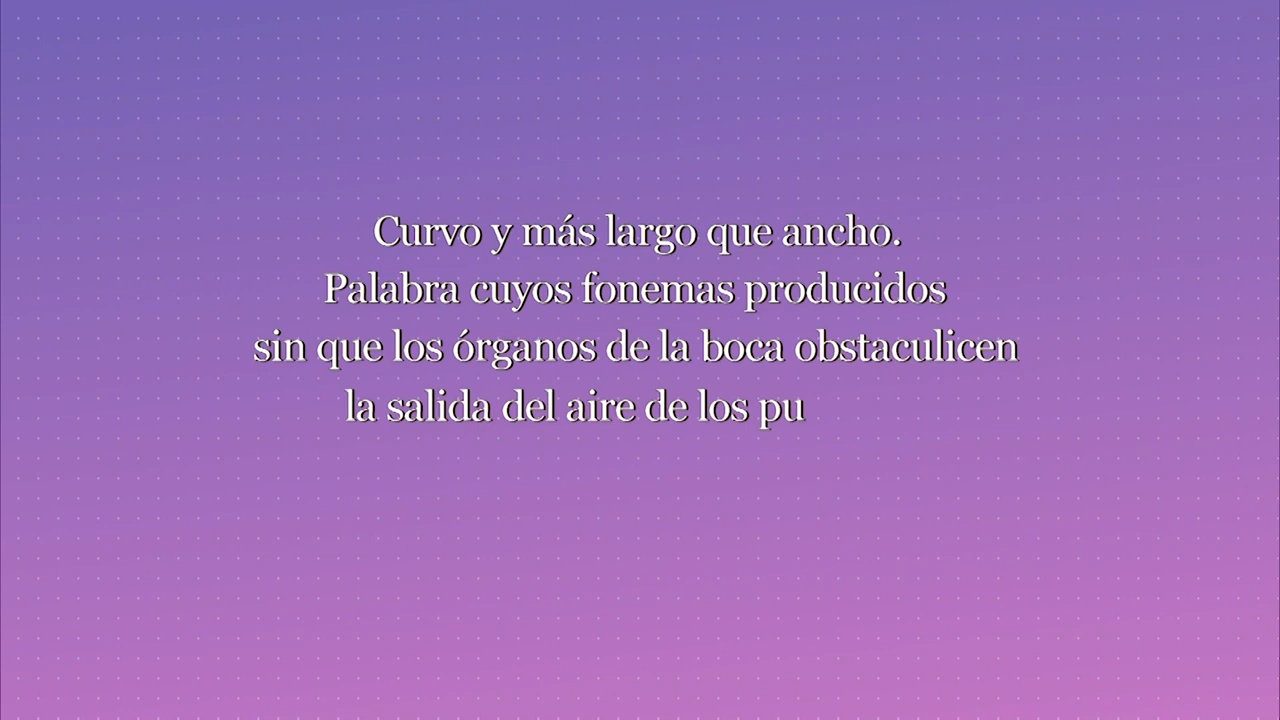 Curvo y más largo que ancho.
Palabra cuyos fonemas producidos
sin que los órganos de la boca obstaculicen
la salida del aire de los pu